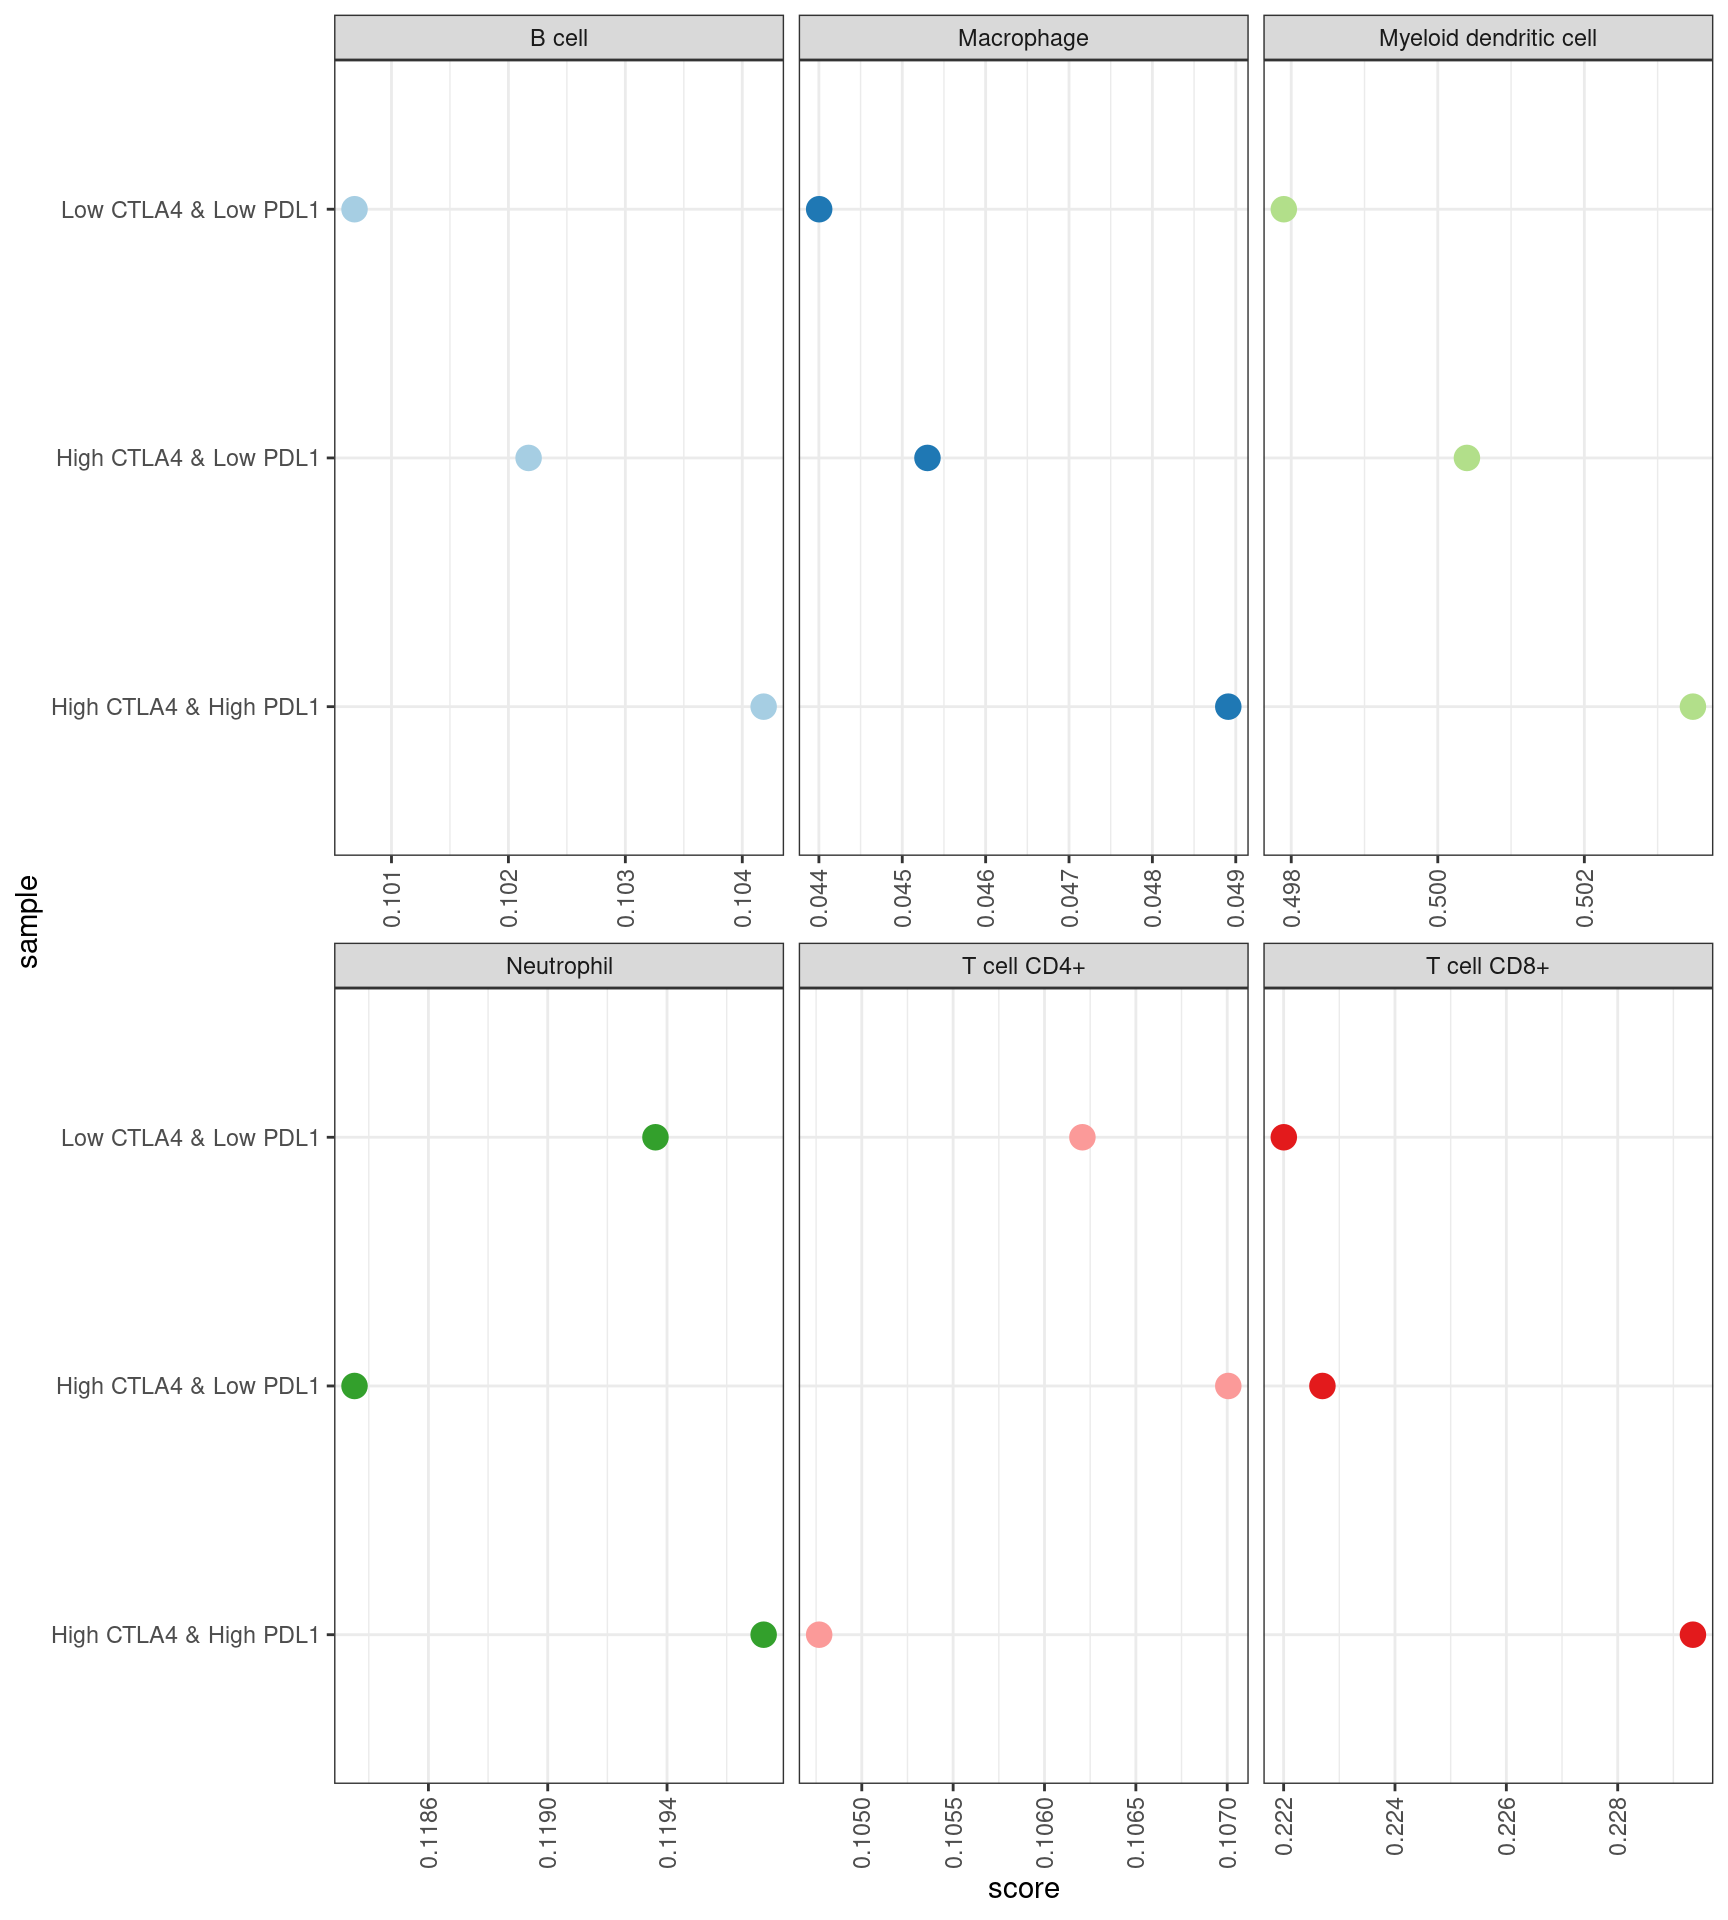 B cell
Macrophage
Myeloid dendritic cell
Low CTLA4 & Low PDL1
High CTLA4 & Low PDL1
High CTLA4 & High PDL1
0.101 0.102 0.103 0.104
0.044 0.045 0.046 0.047 0.048 0.049
0.498 0.500 0.502
sample
Neutrophil
T cell CD4+
T cell CD8+
Low CTLA4 & Low PDL1
High CTLA4 & Low PDL1
High CTLA4 & High PDL1
0.1186 0.1190 0.1194
0.1050 0.1055 0.1060 0.1065 0.1070
0.222 0.224 0.226 0.228
score